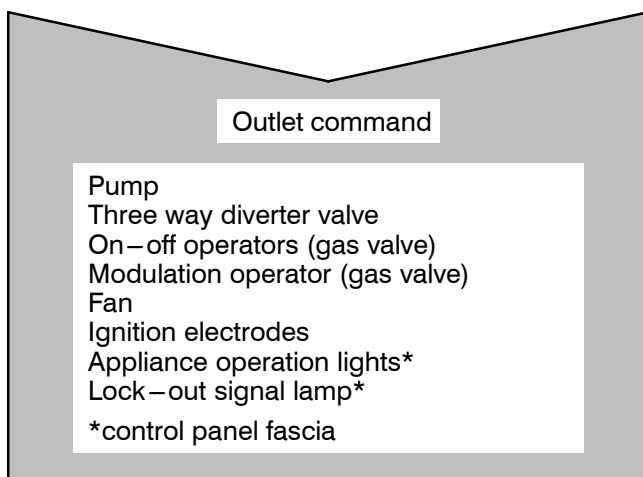 Outlet command
Pump
Three way diverter valve
On−off operators (gas valve)
Modulation operator (gas valve)
Fan
Ignition electrodes
Appliance operation lights*
Lock−out signal lamp*
*control panel fascia